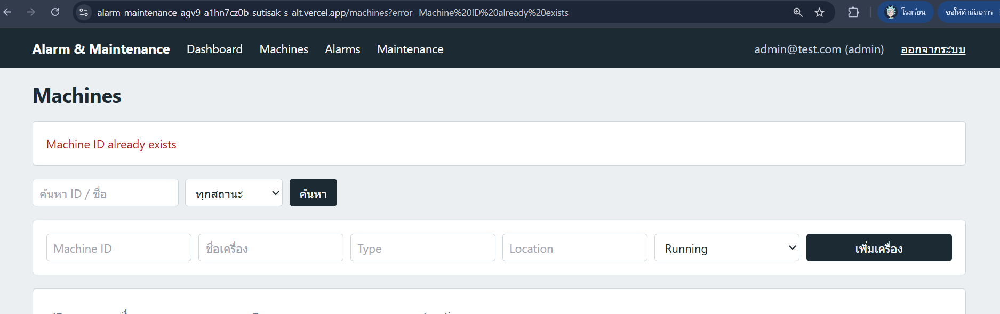 alarm-maintenance-agv9-a1hn7cz0b-sutisak-s-alt.vercel.app/machines?error=Machine%20ID%20already%20exists
โรงเรียน
ขอให้ดำเนินการ
Alarm & Maintenance Dashboard Machines Alarms Maintenance admin@test.com (admin) ออกจากระบบ
Machines
Machine ID already exists
ค้นหา ID / ชื่อ ทุกสถานะ ค้นหา
Machine ID ชื่อเครื่อง Type Location Running เพิ่มเครื่อง